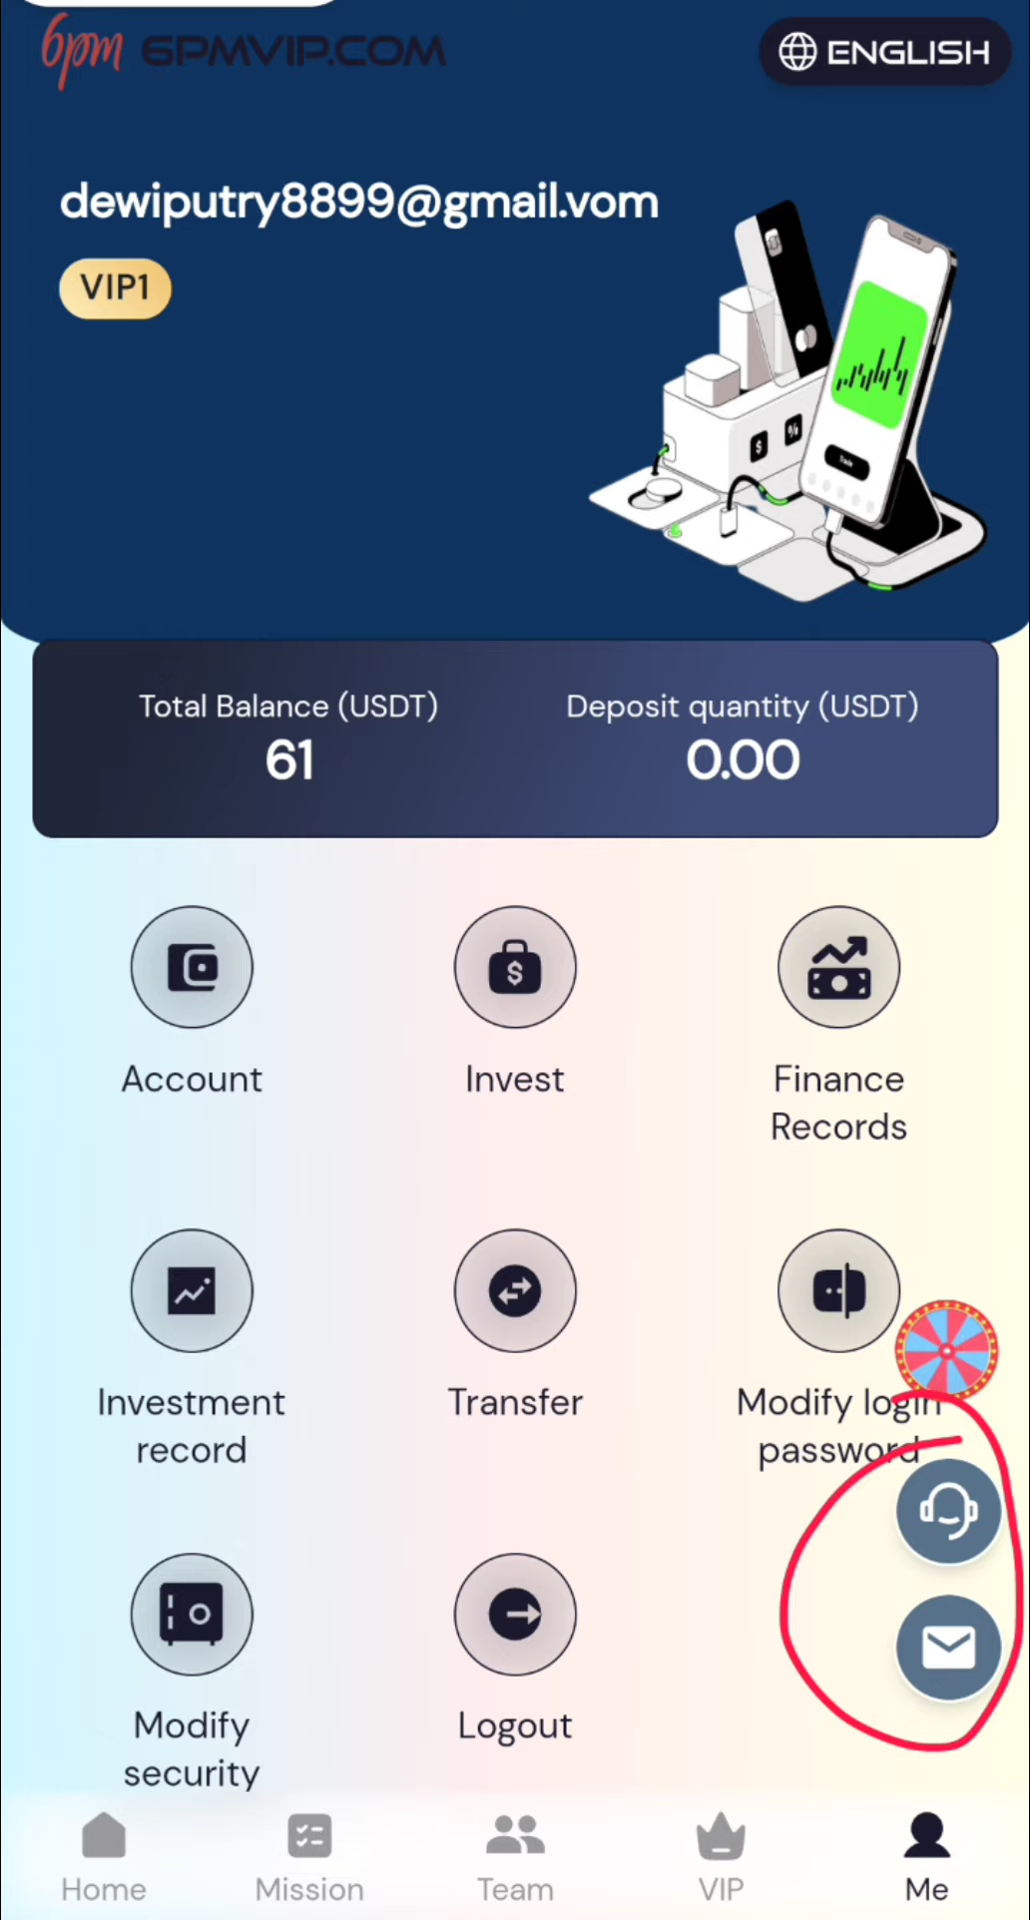 6pm 6PMVIP.COM
ENGLISH
dewiputry8899@gmail.vom
VIP1
Total Balance (USDT) Deposit quantity (USDT)
61 0.00
Account Invest Finance
Records
Investment Transfer Modify login
record password
Modify Logout
security
Home Mission Team VIP Me